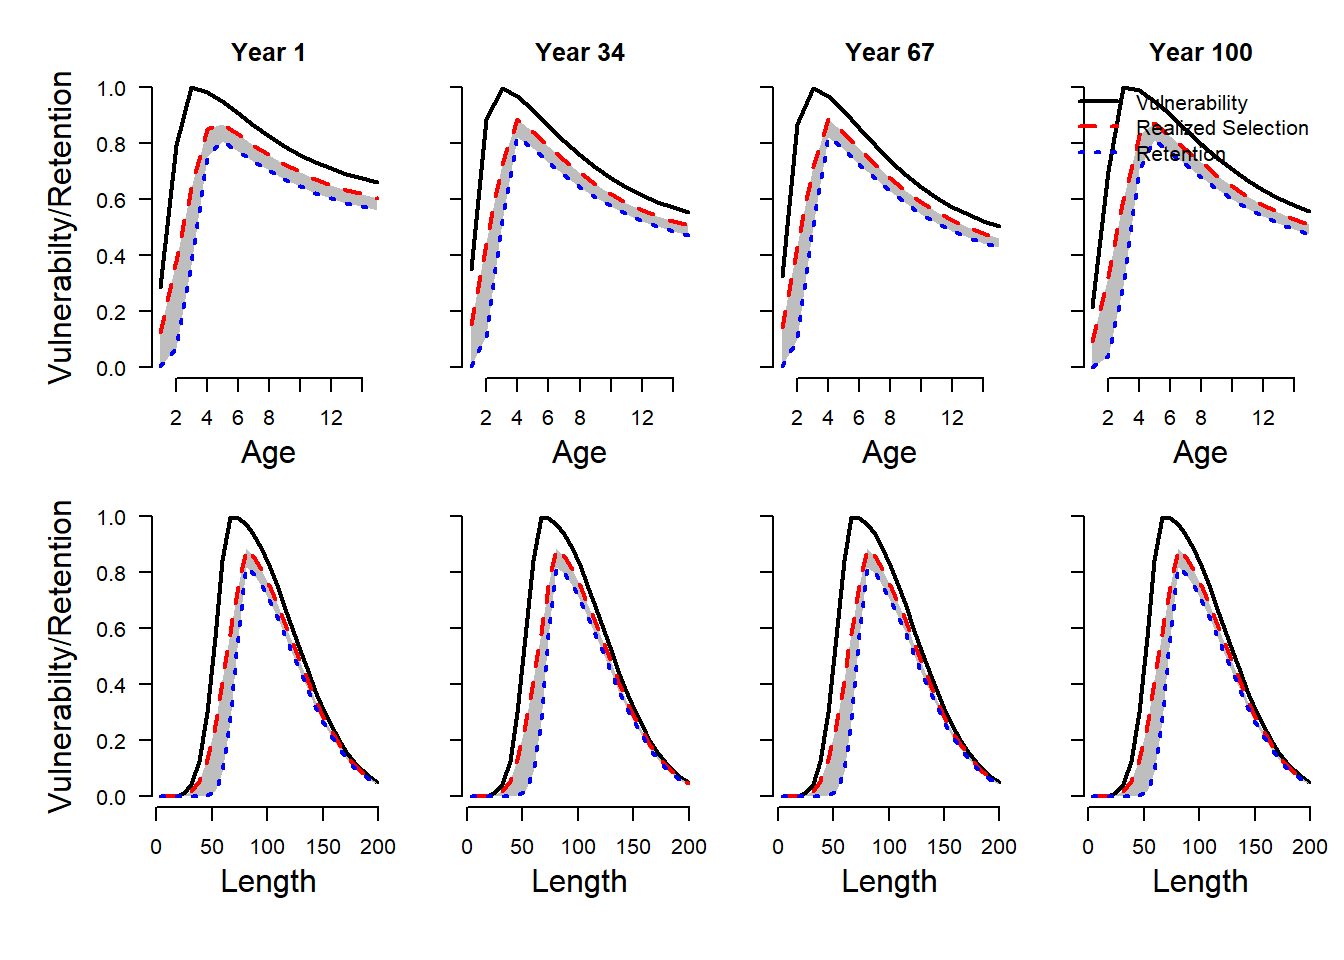 Year 1 Year 34 Year 67 Year 100
Vulnerabilty/Retention
1.0
0.8
0.6
0.4
0.2
0.0
Vulnerability
Realized Selection
Retention
2 4 6 8 12 2 4 6 8 12 2 4 6 8 12 2 4 6 8 12
Age Age Age Age
Vulnerabilty/Retention
1.0
0.8
0.6
0.4
0.2
0.0
0 50 100 150 200 0 50 100 150 200 0 50 100 150 200 0 50 100 150 200
Length Length Length Length